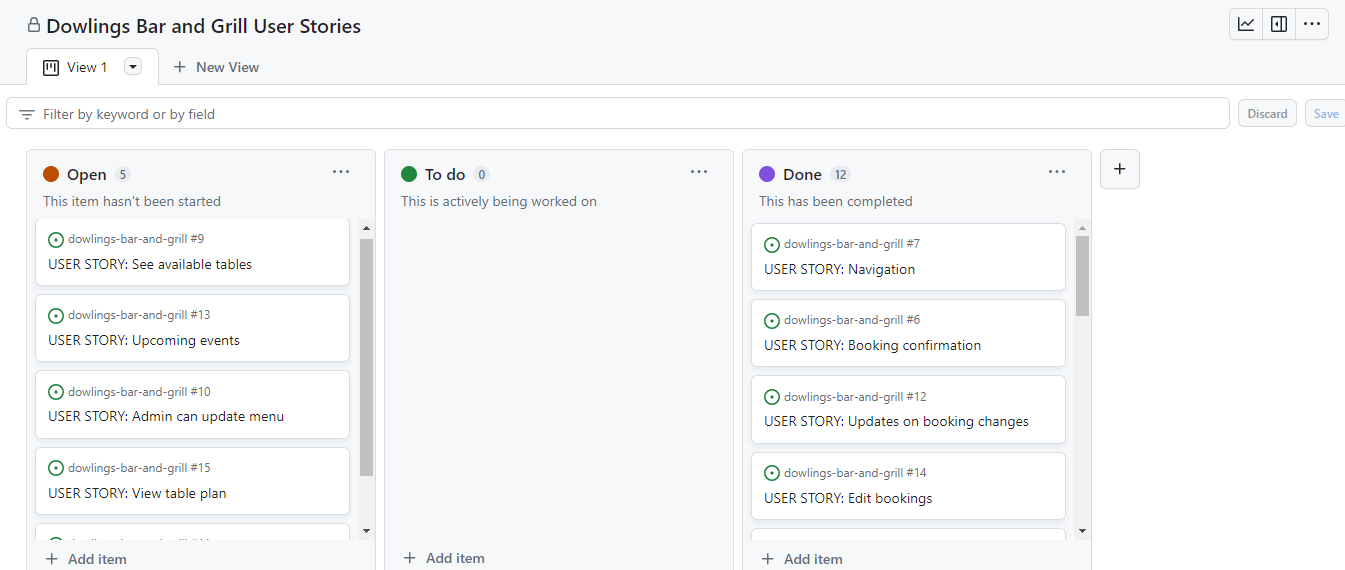 Dowlings Bar and Grill User Stories
View 1
New View
Filter by keyword or by field
Discard
Save
Open 5
This item hasn't been started
dowlings-bar-and-grill #9
USER STORY: See available tables
dowlings-bar-and-grill #13
USER STORY: Upcoming events
dowlings-bar-and-grill #10
USER STORY: Admin can update menu
dowlings-bar-and-grill #15
USER STORY: View table plan
Add item
To do 0
This is actively being worked on
Add item
Done 12
This has been completed
dowlings-bar-and-grill #7
USER STORY: Navigation
dowlings-bar-and-grill #6
USER STORY: Booking confirmation
dowlings-bar-and-grill #12
USER STORY: Updates on booking changes
dowlings-bar-and-grill #14
USER STORY: Edit bookings
Add item